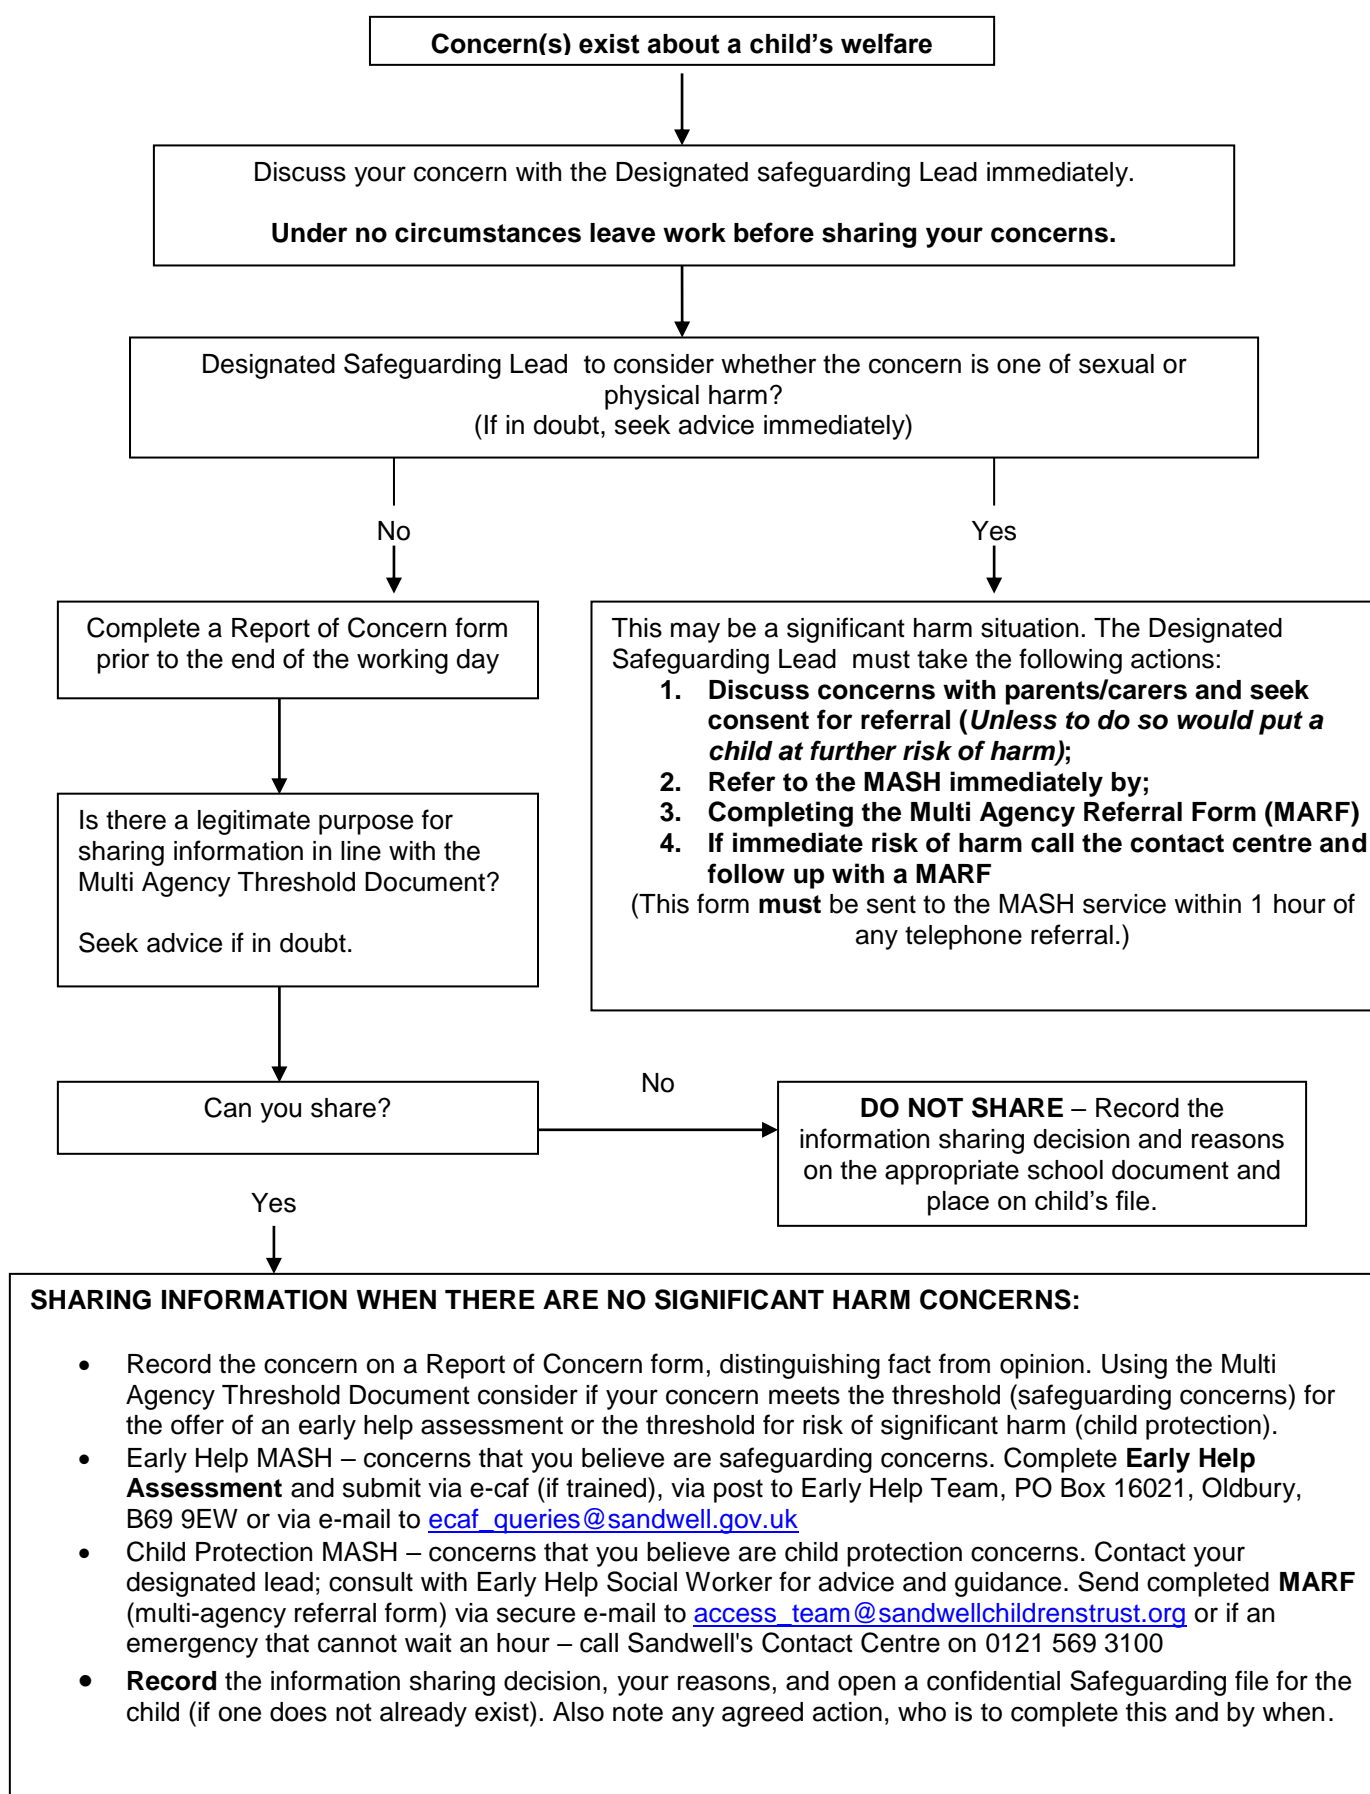 Concern(s) exist about a child's welfare
Discuss your concern with the Designated safeguarding Lead immediately.
Under no circumstances leave work before sharing your concerns.
Designated Safeguarding Lead  to consider whether the concern is one of sexual or
physical harm?
(If in doubt, seek advice immediately)
No
Yes
Complete a Report of Concern form
prior to the end of the working day
This may be a significant harm situation. The Designated
Safeguarding Lead  must take the following actions:
1. Discuss concerns with parents/carers and seek
consent for referral (Unless to do so would put a
child at further risk of harm);
2. Refer to the MASH immediately by;
3. Completing the Multi Agency Referral Form (MARF)
4. If immediate risk of harm call the contact centre and
follow up with a MARF
(This form must be sent to the MASH service within 1 hour of
any telephone referral.)
Is there a legitimate purpose for
sharing information in line with the
Multi Agency Threshold Document?
Seek advice if in doubt.
Can you share?
No
DO NOT SHARE – Record the
information sharing decision and reasons
on the appropriate school document and
place on child's file.
Yes
SHARING INFORMATION WHEN THERE ARE NO SIGNIFICANT HARM CONCERNS:
• Record the concern on a Report of Concern form, distinguishing fact from opinion. Using the Multi
Agency Threshold Document consider if your concern meets the threshold (safeguarding concerns) for
the offer of an early help assessment or the threshold for risk of significant harm (child protection).
• Early Help MASH – concerns that you believe are safeguarding concerns. Complete Early Help
Assessment and submit via e-caf (if trained), via post to Early Help Team, PO Box 16021, Oldbury,
B69 9EW or via e-mail to ecaf_queries@sandwell.gov.uk
• Child Protection MASH – concerns that you believe are child protection concerns. Contact your
designated lead; consult with Early Help Social Worker for advice and guidance. Send completed MARF
(multi-agency referral form) via secure e-mail to access_team@sandwellchildrenstrust.org or if an
emergency that cannot wait an hour – call Sandwell's Contact Centre on 0121 569 3100
• Record the information sharing decision, your reasons, and open a confidential Safeguarding file for the
child (if one does not already exist). Also note any agreed action, who is to complete this and by when.